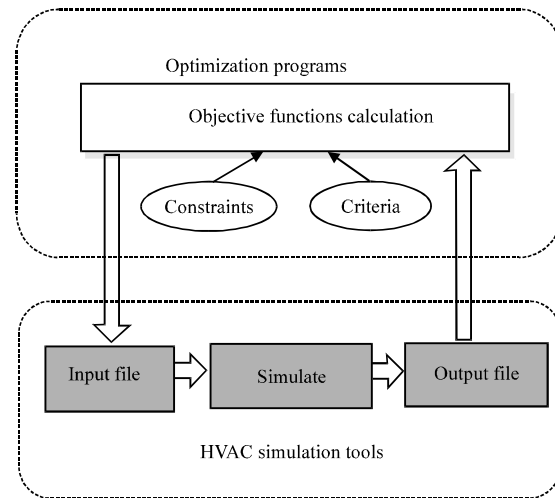 Optimization programs
Objective functions calculation
Constraints
Criteria
Input file
Simulate
Output file
HVAC simulation tools